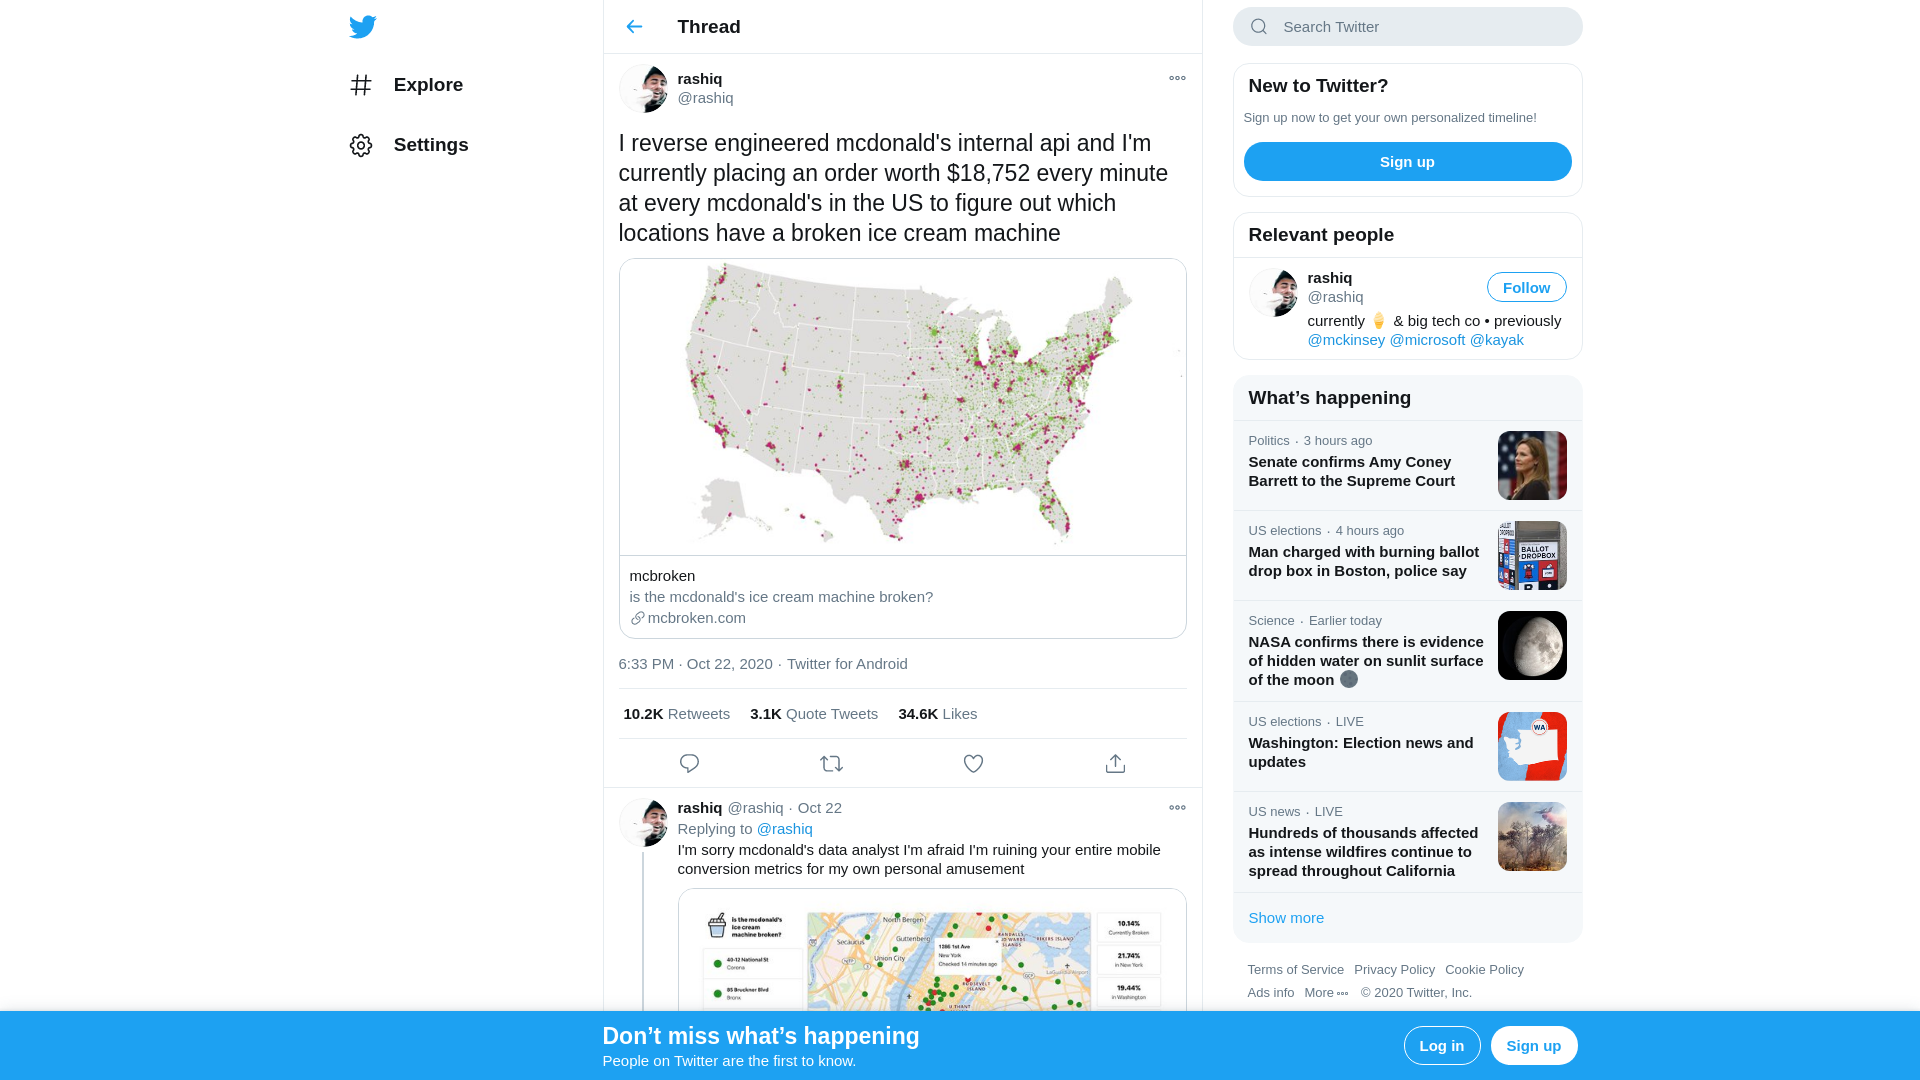 Explore
Settings
Thread
rashiq
@rashiq
I reverse engineered mcdonald's internal api and I'm
currently placing an order worth $18,752 every minute
at every mcdonald's in the US to figure out which
locations have a broken ice cream machine
mcbroken
is the mcdonald's ice cream machine broken?
mcbroken.com
6:33 PM · Oct 22, 2020 · Twitter for Android
10.2K Retweets 3.1K Quote Tweets 34.6K Likes
rashiq @rashiq · Oct 22
Replying to @rashiq
I'm sorry mcdonald's data analyst I'm afraid I'm ruining your entire mobile
conversion metrics for my own personal amusement
is the mcdonald's
ice cream
machine broken?
40-12 National St
Corona
85 Bruckner Blvd
Bronx
North Bergen
Secaucus
Guttenberg
Union City
1286 1st Ave
New York
Checked 14 minutes ago
RIKERS ISLAND
LaGuardia Airport
ROOSEVELT
ISLAND
U THANT
10.14%
Currently Broken
21.74%
in New York
19.44%
in Washington
Search Twitter
New to Twitter?
Sign up now to get your own personalized timeline!
Sign up
Relevant people
rashiq
@rashiq
Follow
currently 🍦 & big tech co • previously
@mckinsey @microsoft @kayak
What’s happening
Politics · 3 hours ago
Senate confirms Amy Coney
Barrett to the Supreme Court
US elections · 4 hours ago
Man charged with burning ballot
drop box in Boston, police say
BALLOT
DROPBOX
Science · Earlier today
NASA confirms there is evidence
of hidden water on sunlit surface
of the moon 🌑
US elections · LIVE
Washington: Election news and
updates
WA
US news · LIVE
Hundreds of thousands affected
as intense wildfires continue to
spread throughout California
Show more
Terms of Service Privacy Policy Cookie Policy
Ads info More © 2020 Twitter, Inc.
Don’t miss what’s happening
People on Twitter are the first to know.
Log in
Sign up